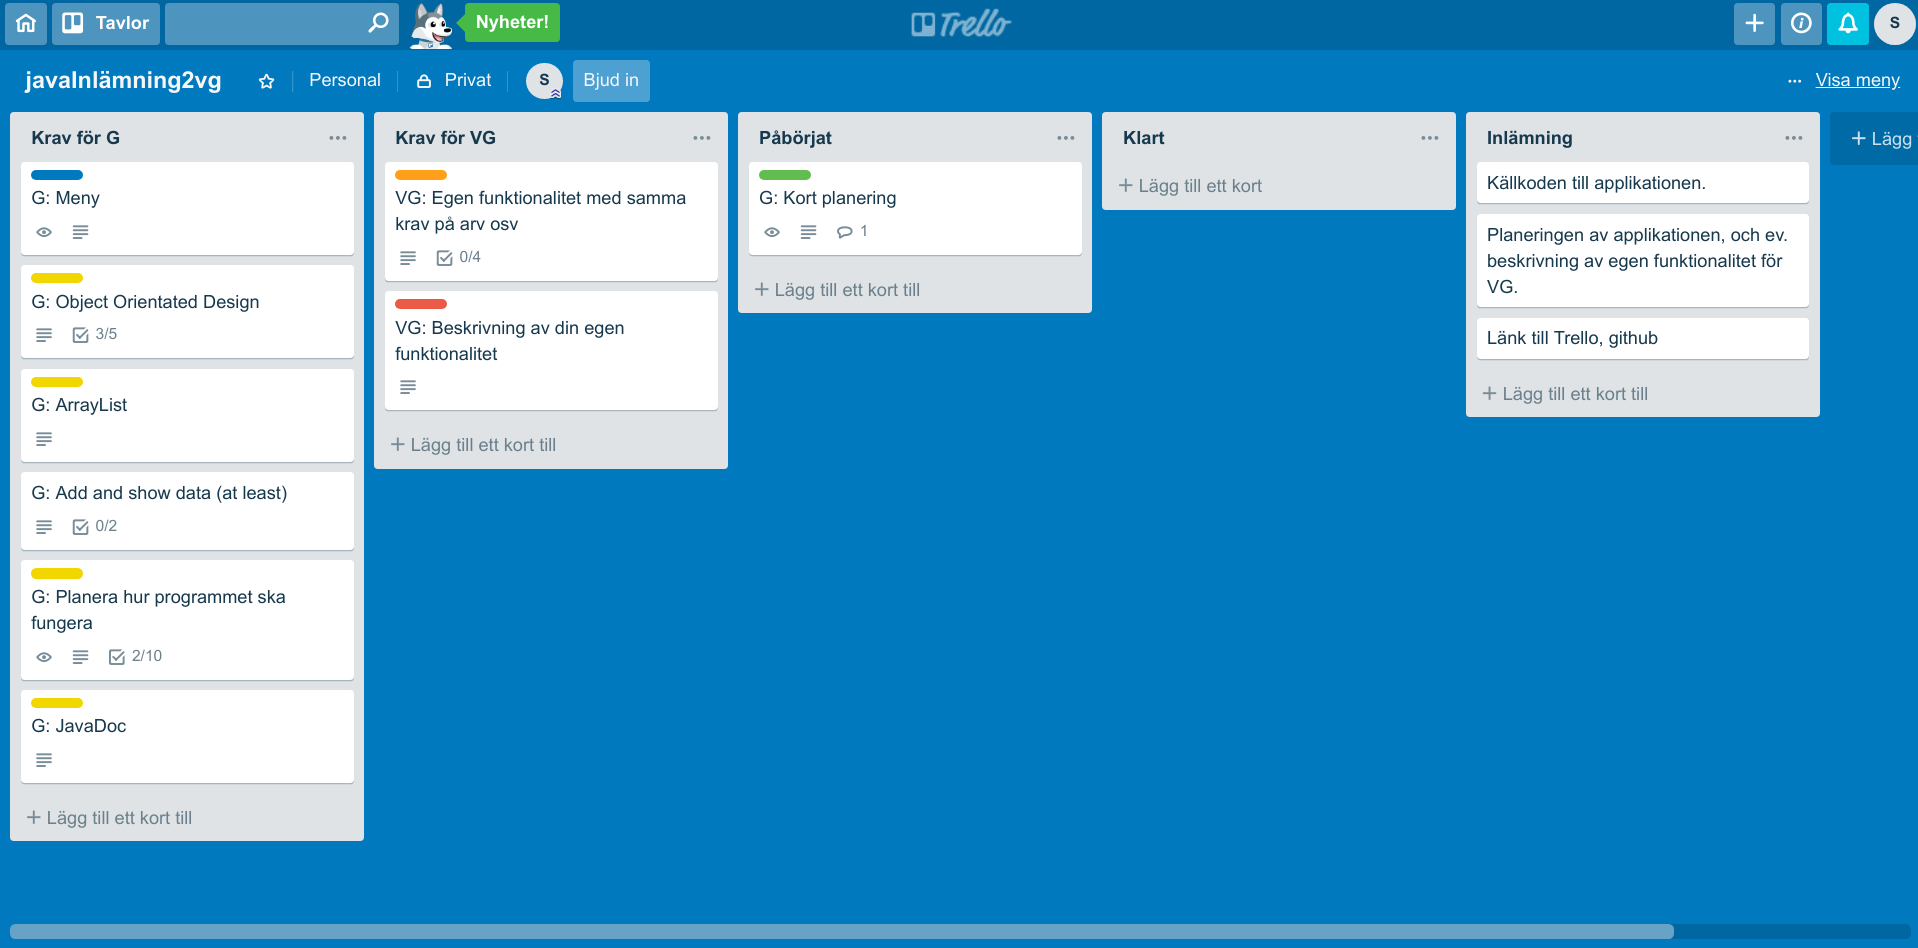 Tavlor
Nyheter!
Trello
S
javaInlämning2vg
Personal
Privat
S
Bjud in
... Visa meny
Krav för G
G: Meny
G: Object Orientated Design
3/5
G: ArrayList
G: Add and show data (at least)
0/2
G: Planera hur programmet ska
fungera
2/10
G: JavaDoc
+ Lägg till ett kort till
Krav för VG
VG: Egen funktionalitet med samma
krav på arv osv
0/4
VG: Beskrivning av din egen
funktionalitet
+ Lägg till ett kort till
Påbörjat
G: Kort planering
1
+ Lägg till ett kort till
Klart
+ Lägg till ett kort
Inlämning
Källkoden till applikationen.
Planeringen av applikationen, och ev.
beskrivning av egen funktionalitet för
VG.
Länk till Trello, github
+ Lägg till ett kort till
+ Lägg